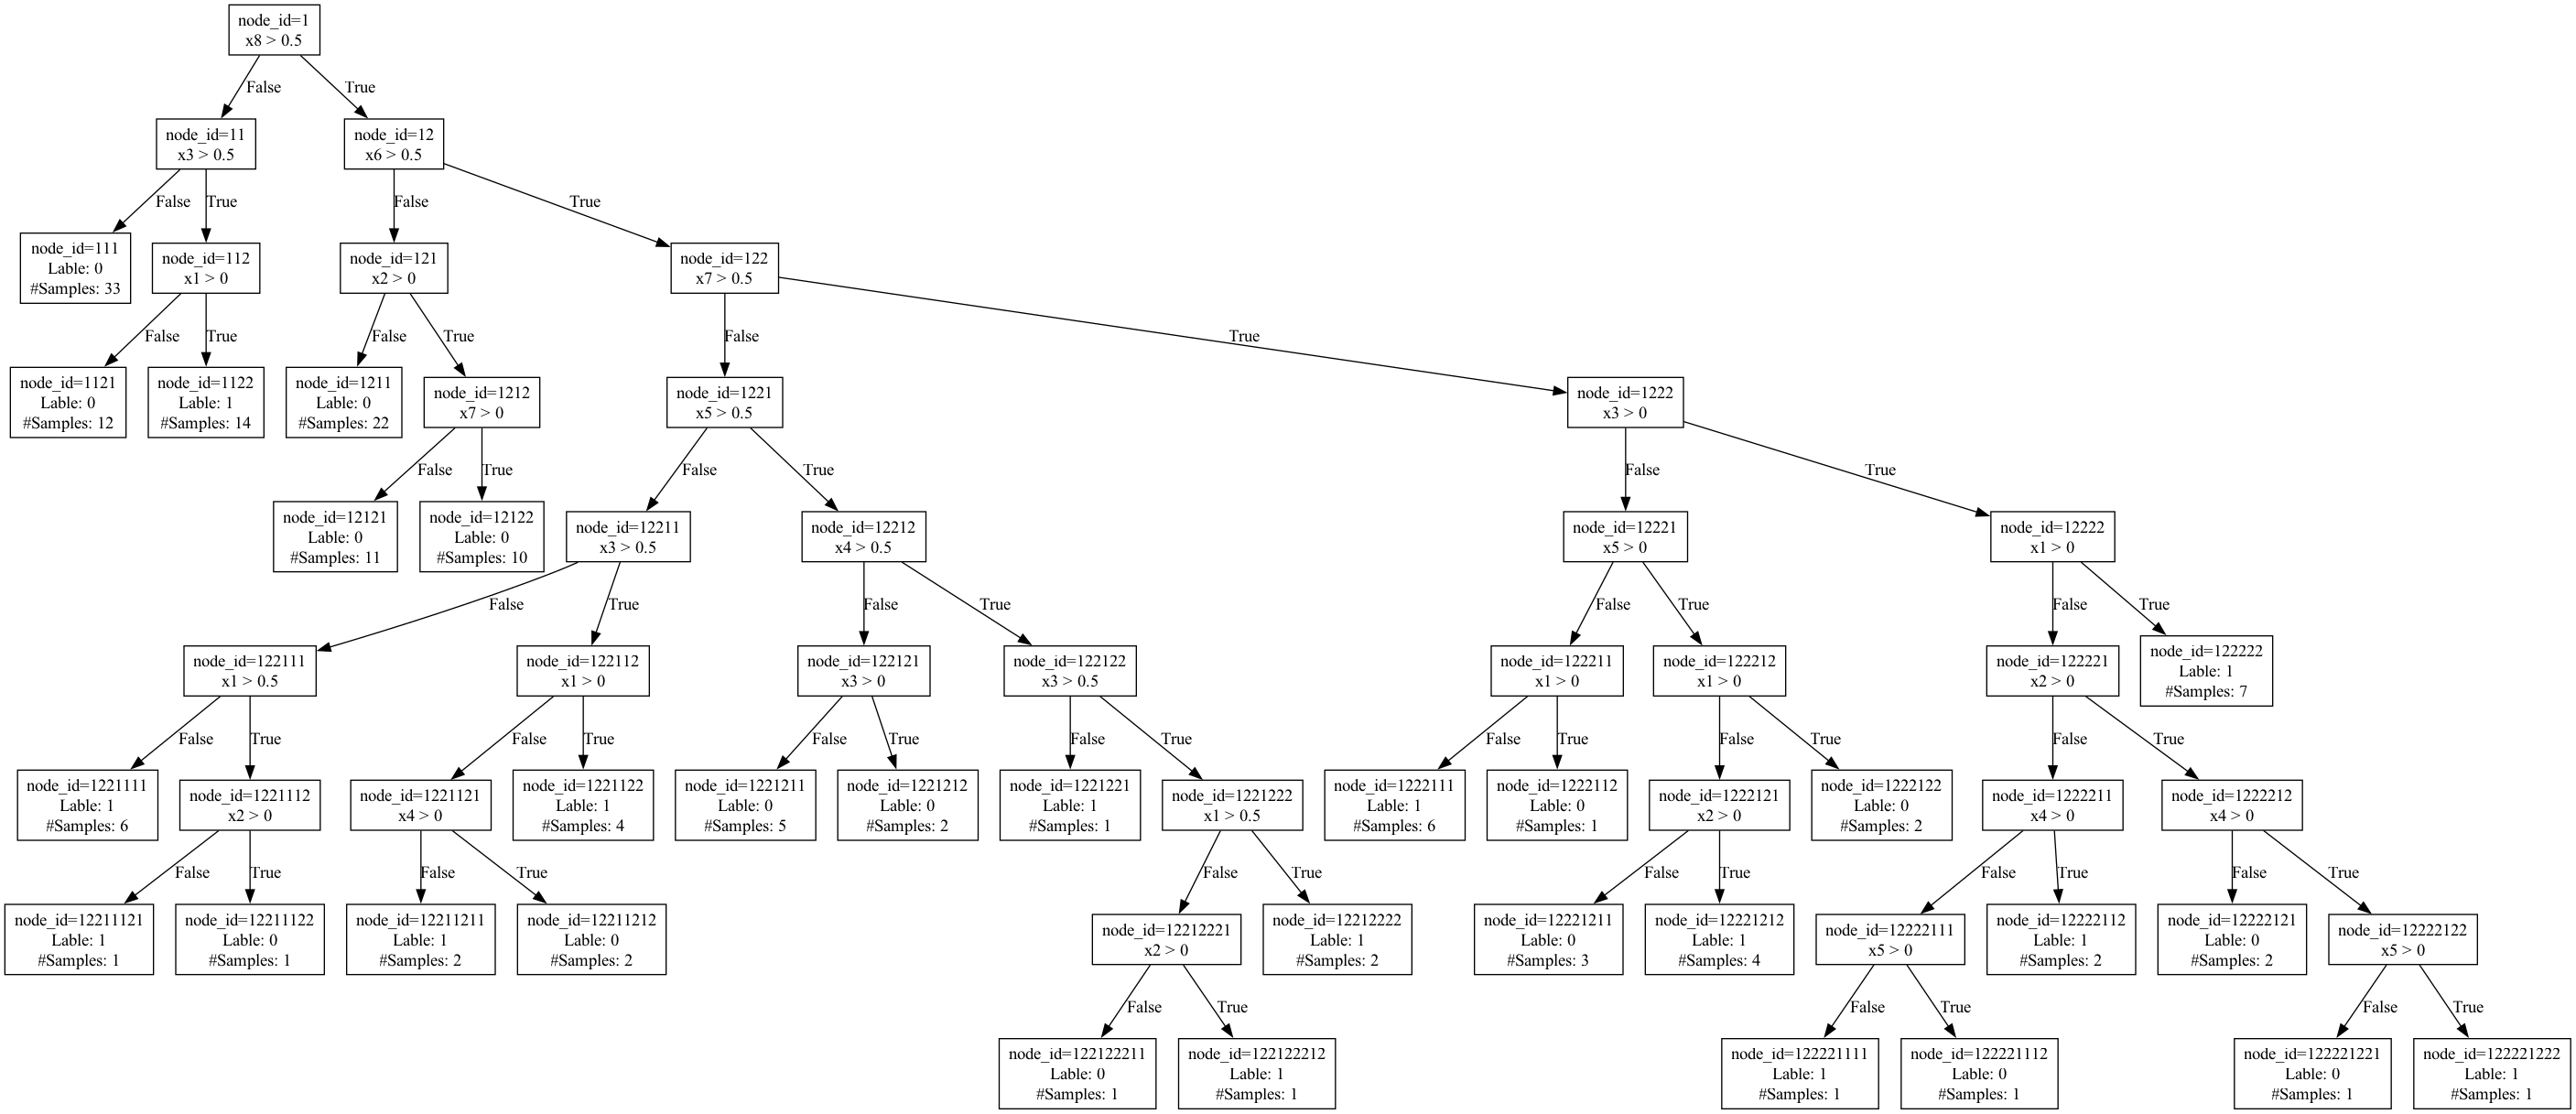 node_id=1
x8 > 0.5
False
True
node_id=11
x3 > 0.5
node_id=12
x6 > 0.5
False
True
False
True
node_id=111
Lable: 0
#Samples: 33
node_id=112
x1 > 0
node_id=121
x2 > 0
node_id=122
x7 > 0.5
False
True
False
True
False
True
node_id=1121
Lable: 0
#Samples: 12
node_id=1122
Lable: 1
#Samples: 14
node_id=1211
Lable: 0
#Samples: 22
node_id=1212
x7 > 0
node_id=1221
x5 > 0.5
node_id=1222
x3 > 0
False
True
False
True
False
True
node_id=12121
Lable: 0
#Samples: 11
node_id=12122
Lable: 0
#Samples: 10
node_id=12211
x3 > 0.5
node_id=12212
x4 > 0.5
node_id=12221
x5 > 0
node_id=12222
x1 > 0
False
True
False
True
False
True
False
True
node_id=122111
x1 > 0.5
node_id=122112
x1 > 0
node_id=122121
x3 > 0
node_id=122122
x3 > 0.5
node_id=122211
x1 > 0
node_id=122212
x1 > 0
node_id=122221
x2 > 0
node_id=122222
Lable: 1
#Samples: 7
False
True
False
True
False
True
False
True
False
True
False
True
False
True
node_id=1221111
Lable: 1
#Samples: 6
node_id=1221112
x2 > 0
node_id=1221121
x4 > 0
node_id=1221122
Lable: 1
#Samples: 4
node_id=1221211
Lable: 0
#Samples: 5
node_id=1221212
Lable: 0
#Samples: 2
node_id=1221221
Lable: 1
#Samples: 1
node_id=1221222
x1 > 0.5
node_id=1222111
Lable: 1
#Samples: 6
node_id=1222112
Lable: 0
#Samples: 1
node_id=1222121
x2 > 0
node_id=1222122
Lable: 0
#Samples: 2
node_id=1222211
x4 > 0
node_id=1222212
x4 > 0
False
True
False
True
False
True
False
True
False
True
False
True
node_id=12211121
Lable: 1
#Samples: 1
node_id=12211122
Lable: 0
#Samples: 1
node_id=12211211
Lable: 1
#Samples: 2
node_id=12211212
Lable: 0
#Samples: 2
node_id=12212221
x2 > 0
node_id=12212222
Lable: 1
#Samples: 2
node_id=12221211
Lable: 0
#Samples: 3
node_id=12221212
Lable: 1
#Samples: 4
node_id=12222111
x5 > 0
node_id=12222112
Lable: 1
#Samples: 2
node_id=12222121
Lable: 0
#Samples: 2
node_id=12222122
x5 > 0
False
True
False
True
False
True
node_id=122122211
Lable: 0
#Samples: 1
node_id=122122212
Lable: 1
#Samples: 1
node_id=122221111
Lable: 1
#Samples: 1
node_id=122221112
Lable: 0
#Samples: 1
node_id=122221221
Lable: 0
#Samples: 1
node_id=122221222
Lable: 1
#Samples: 1